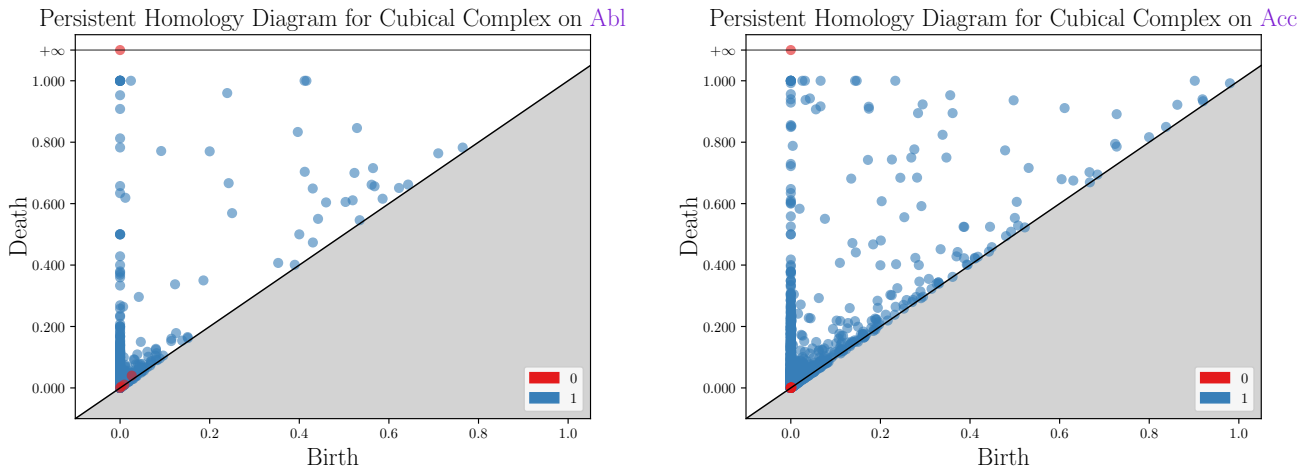 Persistent Homology Diagram for Cubical Complex on Abl
+∞
1.000
0.800
0.600
0.400
0.200
0.000
Death
0
1
0.0 0.2 0.4 0.6 0.8 1.0
Birth
Persistent Homology Diagram for Cubical Complex on Acc
+∞
1.000
0.800
0.600
0.400
0.200
0.000
Death
0
1
0.0 0.2 0.4 0.6 0.8 1.0
Birth